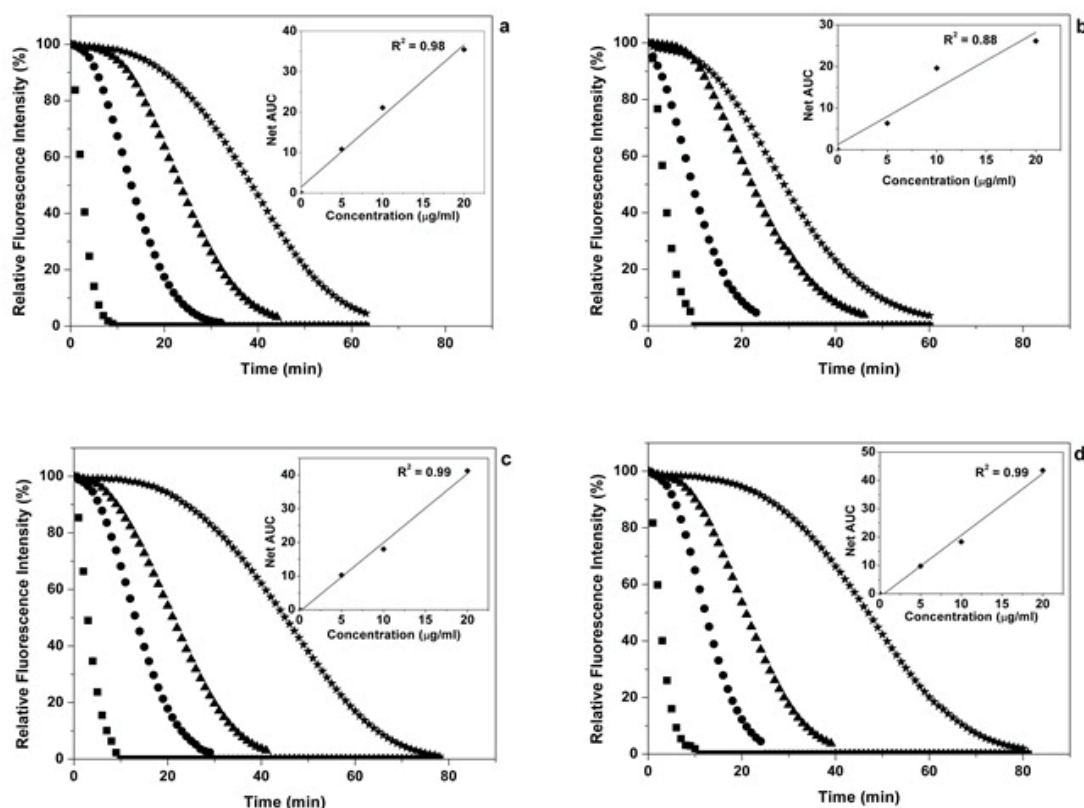 a
Relative Fluorescence Intensity (%)
100
80
60
40
20
0
0 20 40 60 80
Time (min)
R² = 0.98
Net AUC
40
30
20
10
0
0 5 10 15 20
Concentration (µg/ml)
b
Relative Fluorescence Intensity (%)
100
80
60
40
20
0
0 20 40 60 80
Time (min)
R² = 0.88
Net AUC
30
20
10
0
0 5 10 15 20
Concentration (µg/ml)
c
Relative Fluorescence Intensity (%)
100
80
60
40
20
0
0 20 40 60 80
Time (min)
R² = 0.99
Net AUC
40
30
20
10
0
0 5 10 15 20
Concentration (µg/ml)
d
Relative Fluorescence Intensity (%)
100
80
60
40
20
0
0 20 40 60 80
Time (min)
R² = 0.99
Net AUC
50
40
30
20
10
0
0 5 10 15 20
Concentration (µg/ml)